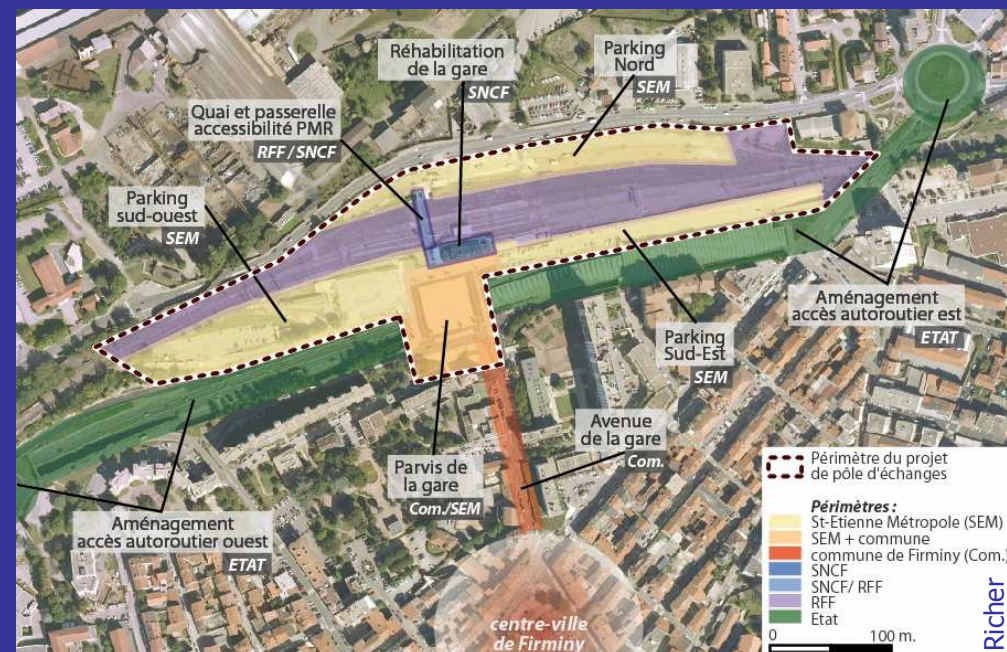 Réhabilitation
de la gare
SNCF
Parking
Nord
SEM
Quai et passerelle
accessibilité PMR
RFF / SNCF
Parking
sud-ouest
SEM
Aménagement
accès autoroutier est
ETAT
Parking
Sud-Est
SEM
Avenue
de la gare
Com.
Parvis de
la gare
Com./SEM
Aménagement
accès autoroutier ouest
ETAT
centre-ville
de Firminy
Périmètre du projet
de pôle d'échanges
Périmètres :
St-Etienne Métropole (SEM)
SEM + commune
commune de Firminy (Com.)
SNCF
SNCF/ RFF
RFF
Etat
0 100 m.
Richer